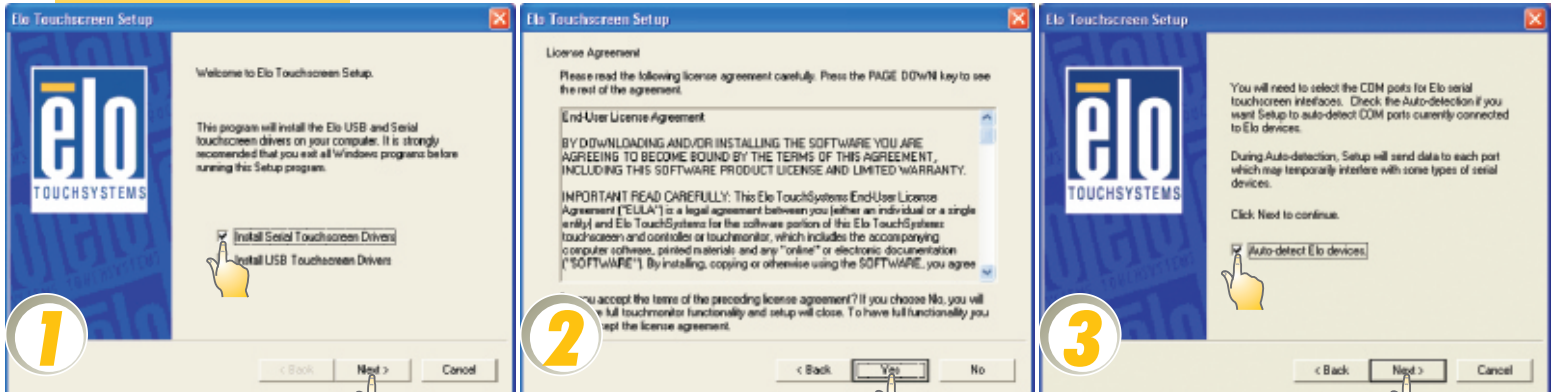 Elo Touchscreen Setup
elo
TOUCHSYSTEMS
Welcome to Elo Touchscreen Setup.
This program will install the Elo USB and Serial
touchscreen drivers on your computer. It is strongly
recomended that you exit all Windows programs before
running this Setup program.
Install Serial Touchscreen Drivers
Install USB Touchscreen Drivers
1
< Back
Next >
Cancel
Elo Touchscreen Setup
License Agreement
Please read the following license agreement carefully. Press the PAGE DOWN key to see
the rest of the agreement.
End-User License Agreement
BY DOWNLOADING AND/OR INSTALLING THE SOFTWARE YOU ARE
AGREEING TO BECOME BOUND BY THE TERMS OF THIS AGREEMENT,
INCLUDING THIS SOFTWARE PRODUCT LICENSE AND LIMITED WARRANTY.
IMPORTANT READ CAREFULLY: This Elo TouchSystems End-User License
Agreement ("EULA") is a legal agreement between you (either an individual or a single
entity) and Elo TouchSystems for the software portion of this Elo TouchSystems
touchscreen and controller or touchmonitor, which includes the accompanying
computer software, printed materials and any "online" or electronic documentation
("SOFTWARE"). By installing, copying or otherwise using the SOFTWARE, you agree
you accept the terms of the preceding license agreement? If you choose No, you will
full touchmonitor functionality and setup will close. To have full functionality you
the license agreement.
2
< Back
Yes
No
Elo Touchscreen Setup
elo
TOUCHSYSTEMS
You will need to select the COM ports for Elo serial
touchscreen interfaces. Check the Auto-detection if you
want Setup to auto-detect COM ports currently connected
to Elo devices.
During Auto-detection, Setup will send data to each port
which may temporarily interfere with some types of serial
devices.
Click Next to continue.
Auto-detect Elo devices.
3
< Back
Next >
Cancel